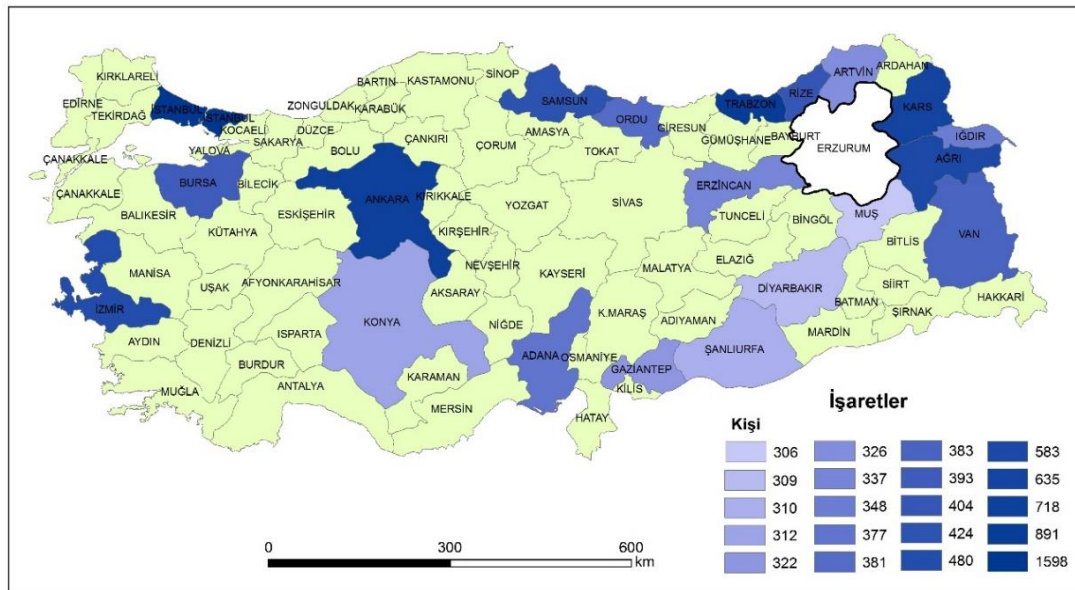 KIRKLARELİ
EDİRNE
TEKİRDAĞ
İSTANBUL
İSTANBUL
KOCAELİ
YALOVA
SAKARYA
DÜZCE
ZONGULDAK
BARTIN
KARABÜK
KASTAMONU
SİNOP
SAMSUN
ORDU
GİRESUN
TRABZON
RİZE
ARTVİN
ARDAHAN
KARS
IĞDIR
AĞRI
ERZURUM
BAYBURT
GÜMÜŞHANE
ÇANAKKALE
ÇANAKKALE
BURSA
BİLECİK
BOLU
ÇANKIRI
ÇORUM
AMASYA
TOKAT
ANKARA
KIRIKKALE
YOZGAT
SİVAS
ERZİNCAN
TUNCELİ
BİNGÖL
MUŞ
VAN
BİTLİS
BALIKESİR
KÜTAHYA
ESKİŞEHİR
KIRŞEHİR
NEVŞEHİR
KAYSERİ
MALATYA
ELAZIĞ
DİYARBAKIR
BATMAN
SİİRT
ŞIRNAK
HAKKARİ
MANİSA
UŞAK
AFYONKARAHİSAR
KONYA
AKSARAY
NİĞDE
K.MARAŞ
ADIYAMAN
ŞANLIURFA
MARDİN
İZMİR
AYDIN
DENİZLİ
ISPARTA
BURDUR
MUĞLA
ANTALYA
KARAMAN
MERSİN
ADANA
OSMANİYE
GAZİANTEP
KİLİS
HATAY
İşaretler
Kişi
306 326 383 583
309 337 393 635
310 348 404 718
312 377 424 891
322 381 480 1598
0 300 600
km